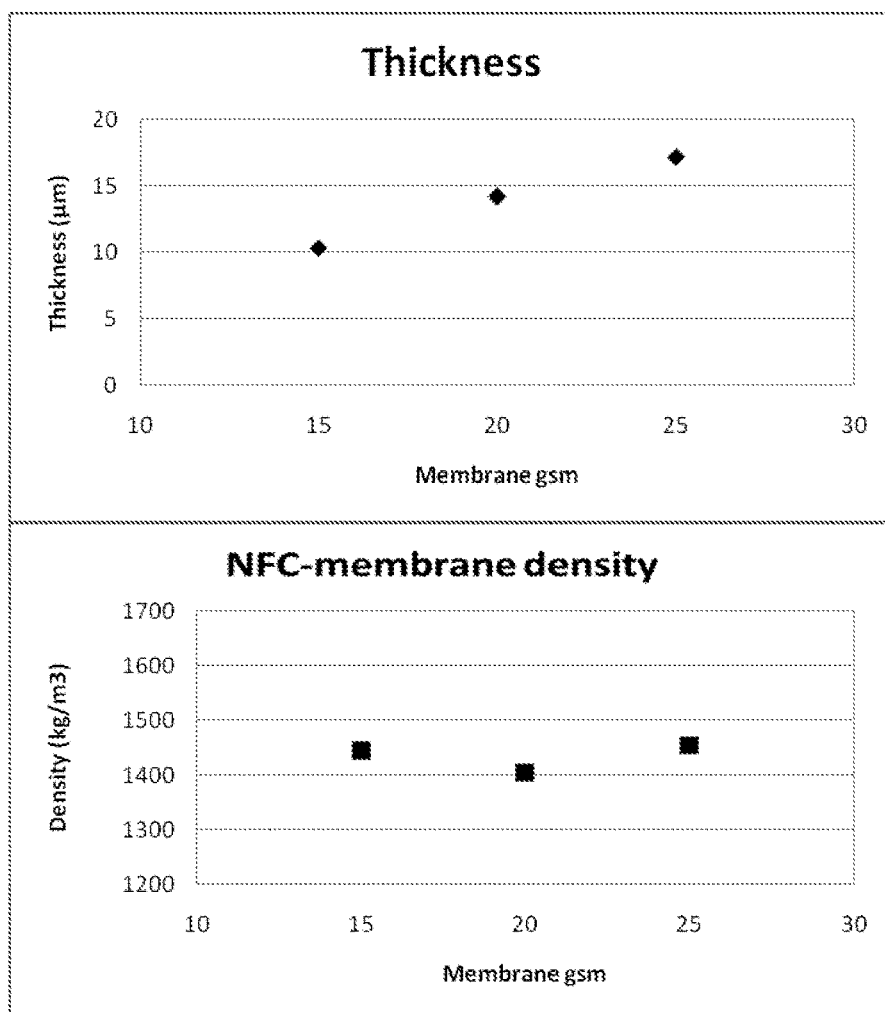 Thickness
20
15
10
5
0
Thickness (µm)
10 15 20 25 30
Membrane gsm
NFC-membrane density
1700
1600
1500
1400
1300
1200
Density (kg/m3)
10 15 20 25 30
Membrane gsm